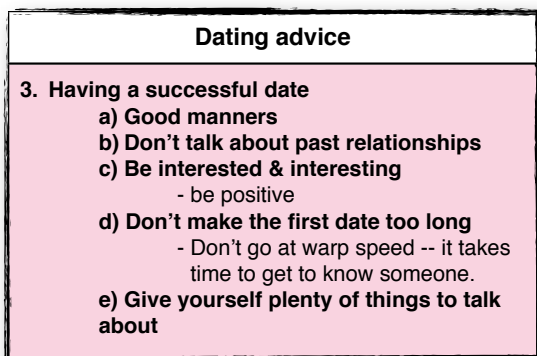 Dating advice
3. Having a successful date
a) Good manners
b) Don't talk about past relationships
c) Be interested & interesting
- be positive
d) Don't make the first date too long
- Don't go at warp speed -- it takes
time to get to know someone.
e) Give yourself plenty of things to talk
about